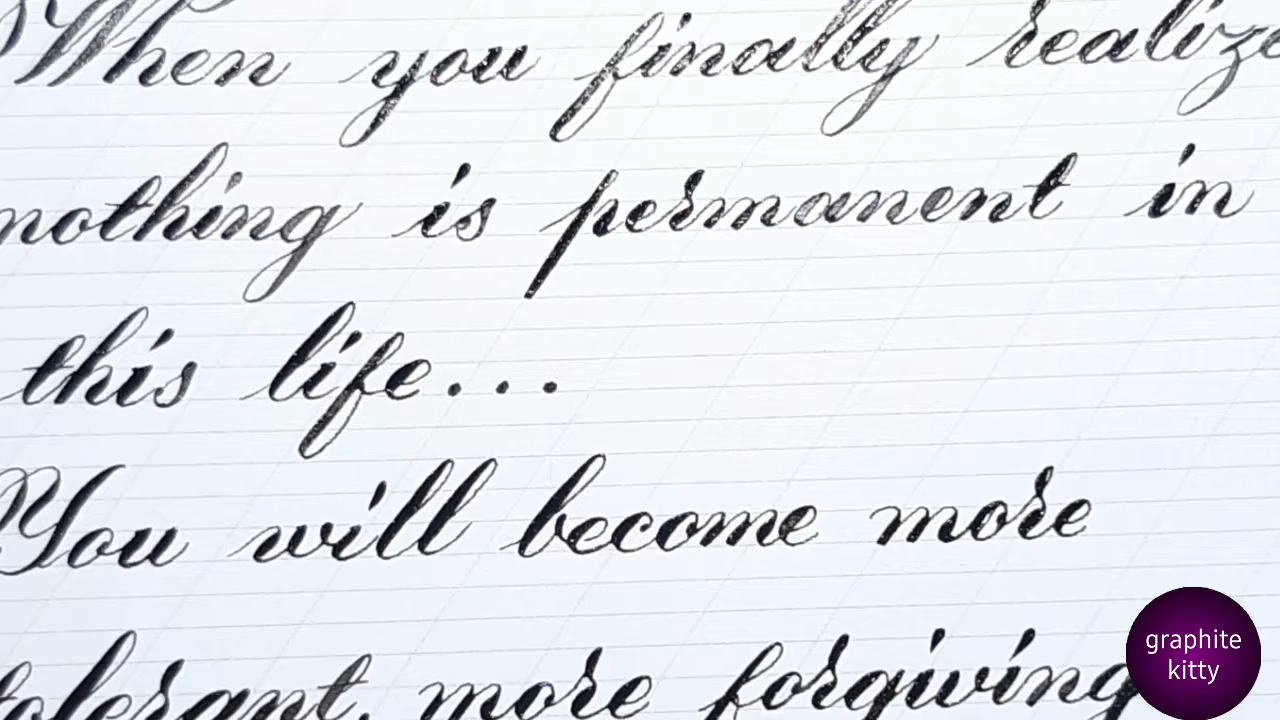 When you finally realize
nothing is permanent in
this life...
You will become more
tolerant, more forgiving
graphite
kitty